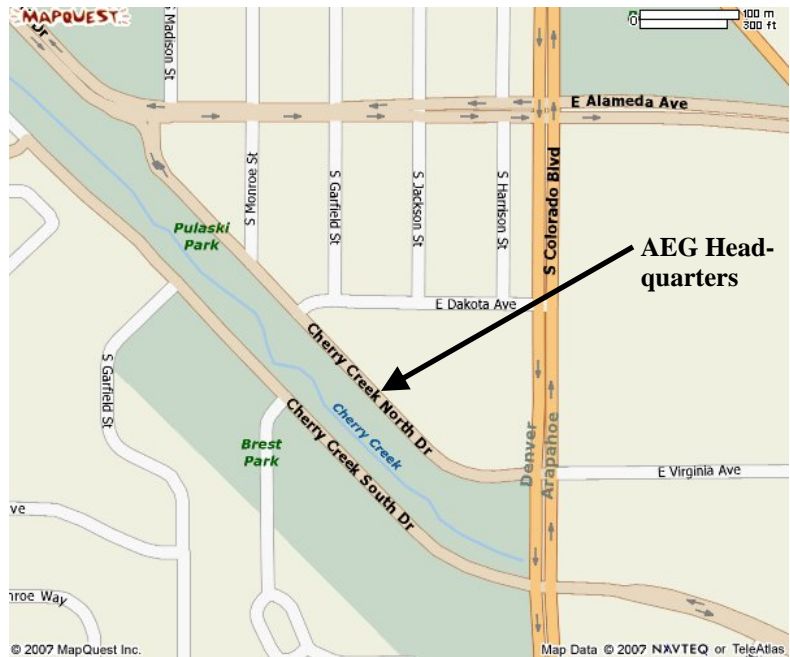 MAPQUEST
Dr
S Madison St
0
100 m
300 ft
E Alameda Ave
S Monroe St
S Garfield St
S Jackson St
S Harrison St
S Colorado Blvd
Pulaski
Park
AEG Head-
quarters
E Dakota Ave
Cherry Creek North Dr
S Garfield St
Cherry Creek
Cherry Creek South Dr
Brest
Park
Denver
Arapahoe
E Virginia Ave
ve
nroe Way
© 2007 MapQuest Inc.
Map Data © 2007 NAVTEQ or TeleAtlas